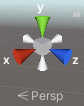 y
x z
< Persp